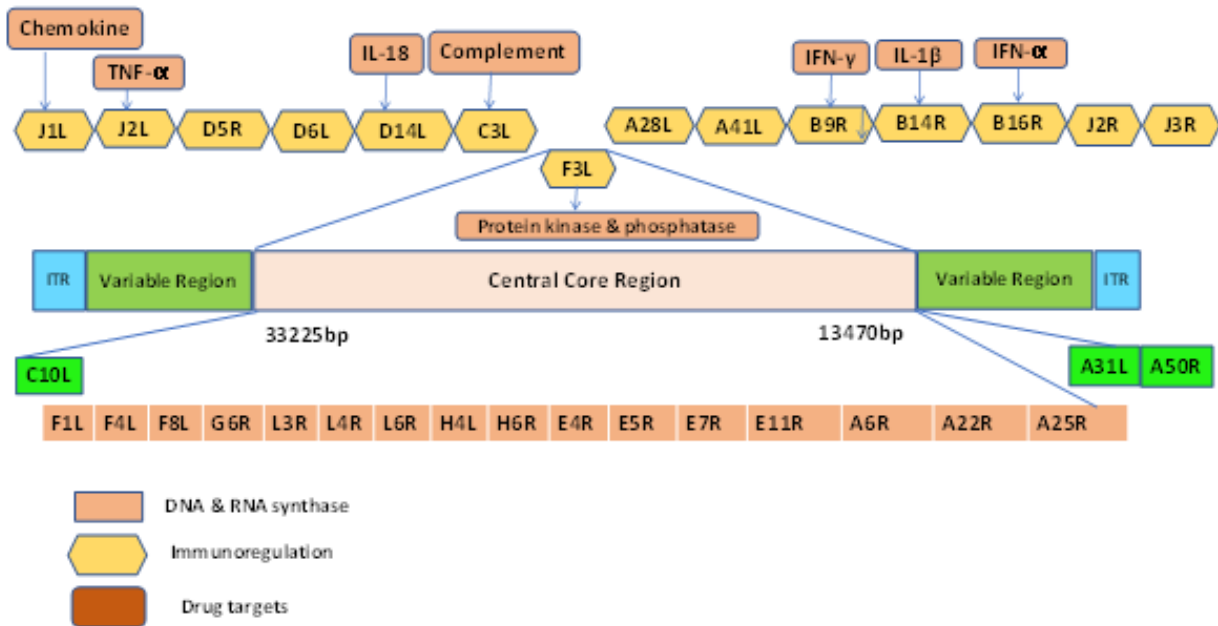 Chemokine
TNF-α
IL-18
Complement
IFN-γ
IL-1β
IFN-α
J1L
J2L
D5R
D6L
D14L
C3L
A28L
A41L
B9R
B14R
B16R
J2R
J3R
F3L
Protein kinase & phosphatase
ITR
Variable Region
Central Core Region
Variable Region
ITR
33225bp
13470bp
C10L
A31L
A50R
F1L
F4L
F8L
G6R
L3R
L4R
L6R
H4L
H6R
E4R
E5R
E7R
E11R
A6R
A22R
A25R
DNA & RNA synthase
Immunoregulation
Drug targets